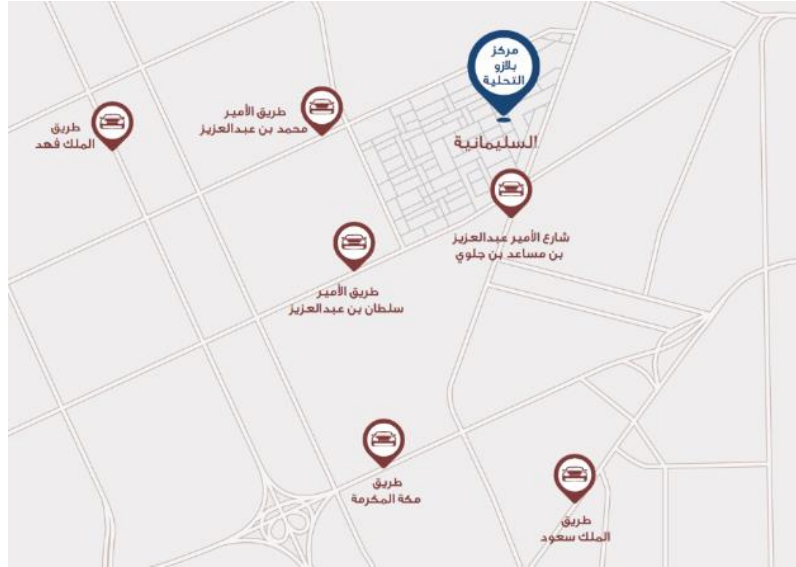 مركز
بلازو
التحلية
السليمانية
طريق الأمير
محمد بن عبدالعزيز
طريق
الملك فهد
شارع الأمير عبدالعزيز
بن مساعد بن جلوي
طريق الأمير
سلطان بن عبدالعزيز
طريق
مكة المكرمة
طريق
الملك سعود